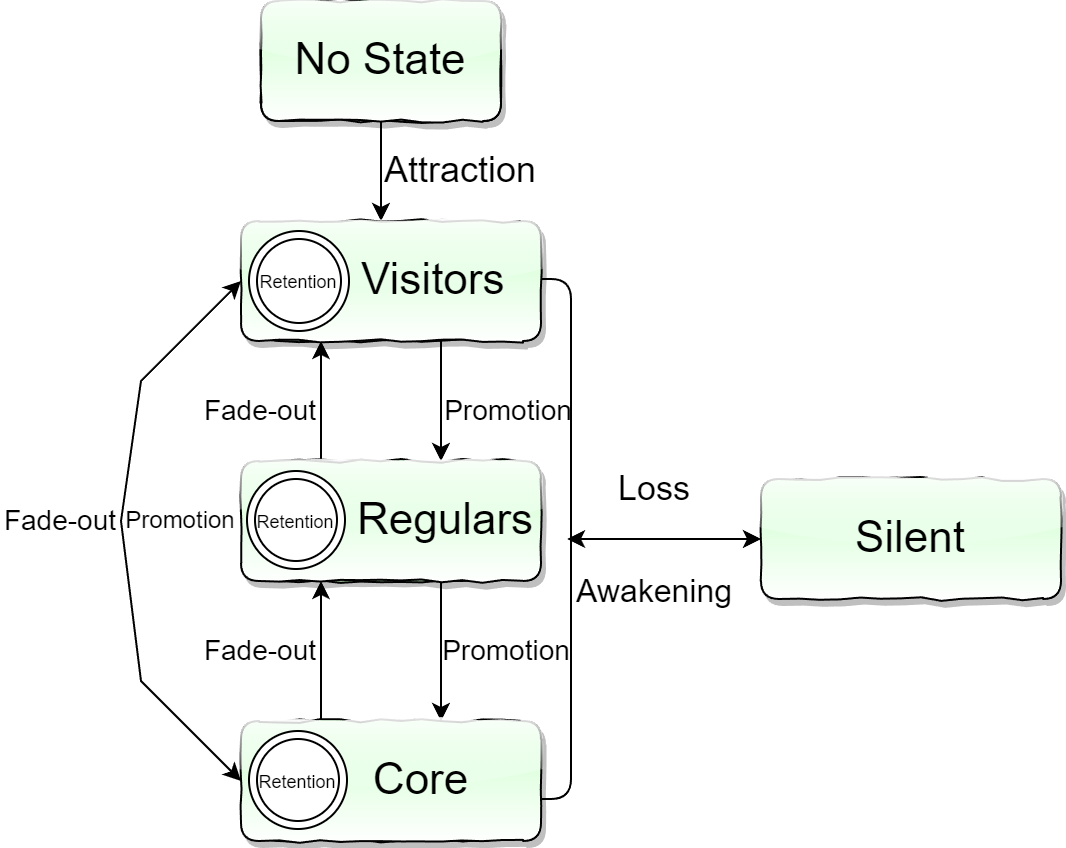 No State
Attraction
Retention
Visitors
Fade-out
Promotion
Loss
Fade-out
Promotion
Retention
Regulars
Silent
Awakening
Fade-out
Promotion
Retention
Core